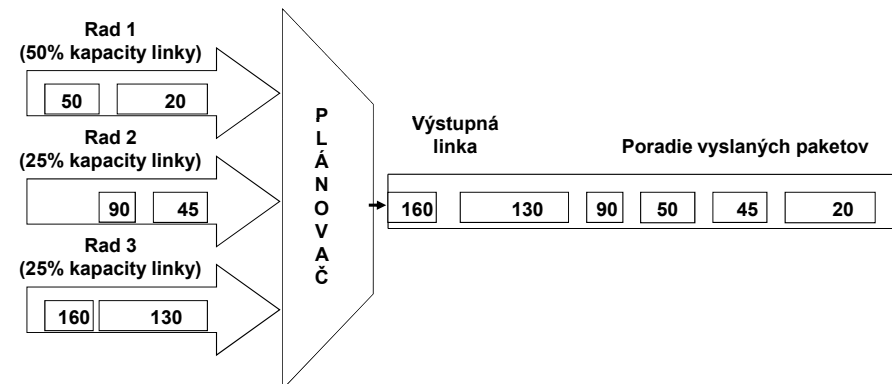 Rad 1
(50% kapacity linky)
50 20
Rad 2
(25% kapacity linky)
90 45
Rad 3
(25% kapacity linky)
160 130
P
L
Á
N
O
V
A
Č
Výstupná
linka
Poradie vyslaných paketov
160 130 90 50 45 20